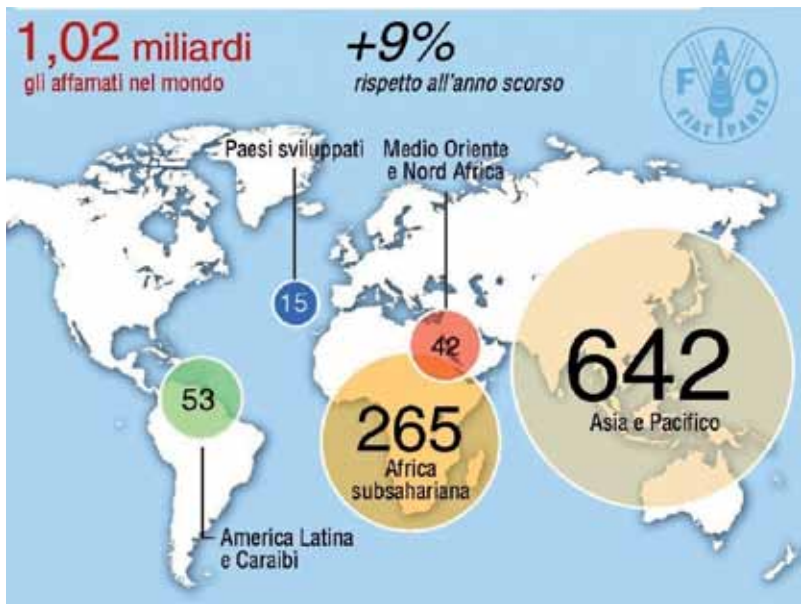 1,02 miliardi
gli affamati nel mondo
+9%
rispetto all'anno scorso
F A O
FIAT PANIS
Paesi sviluppati
Medio Oriente
e Nord Africa
15
42
53
265
Africa
subsahariana
642
Asia e Pacifico
America Latina
e Caraibi